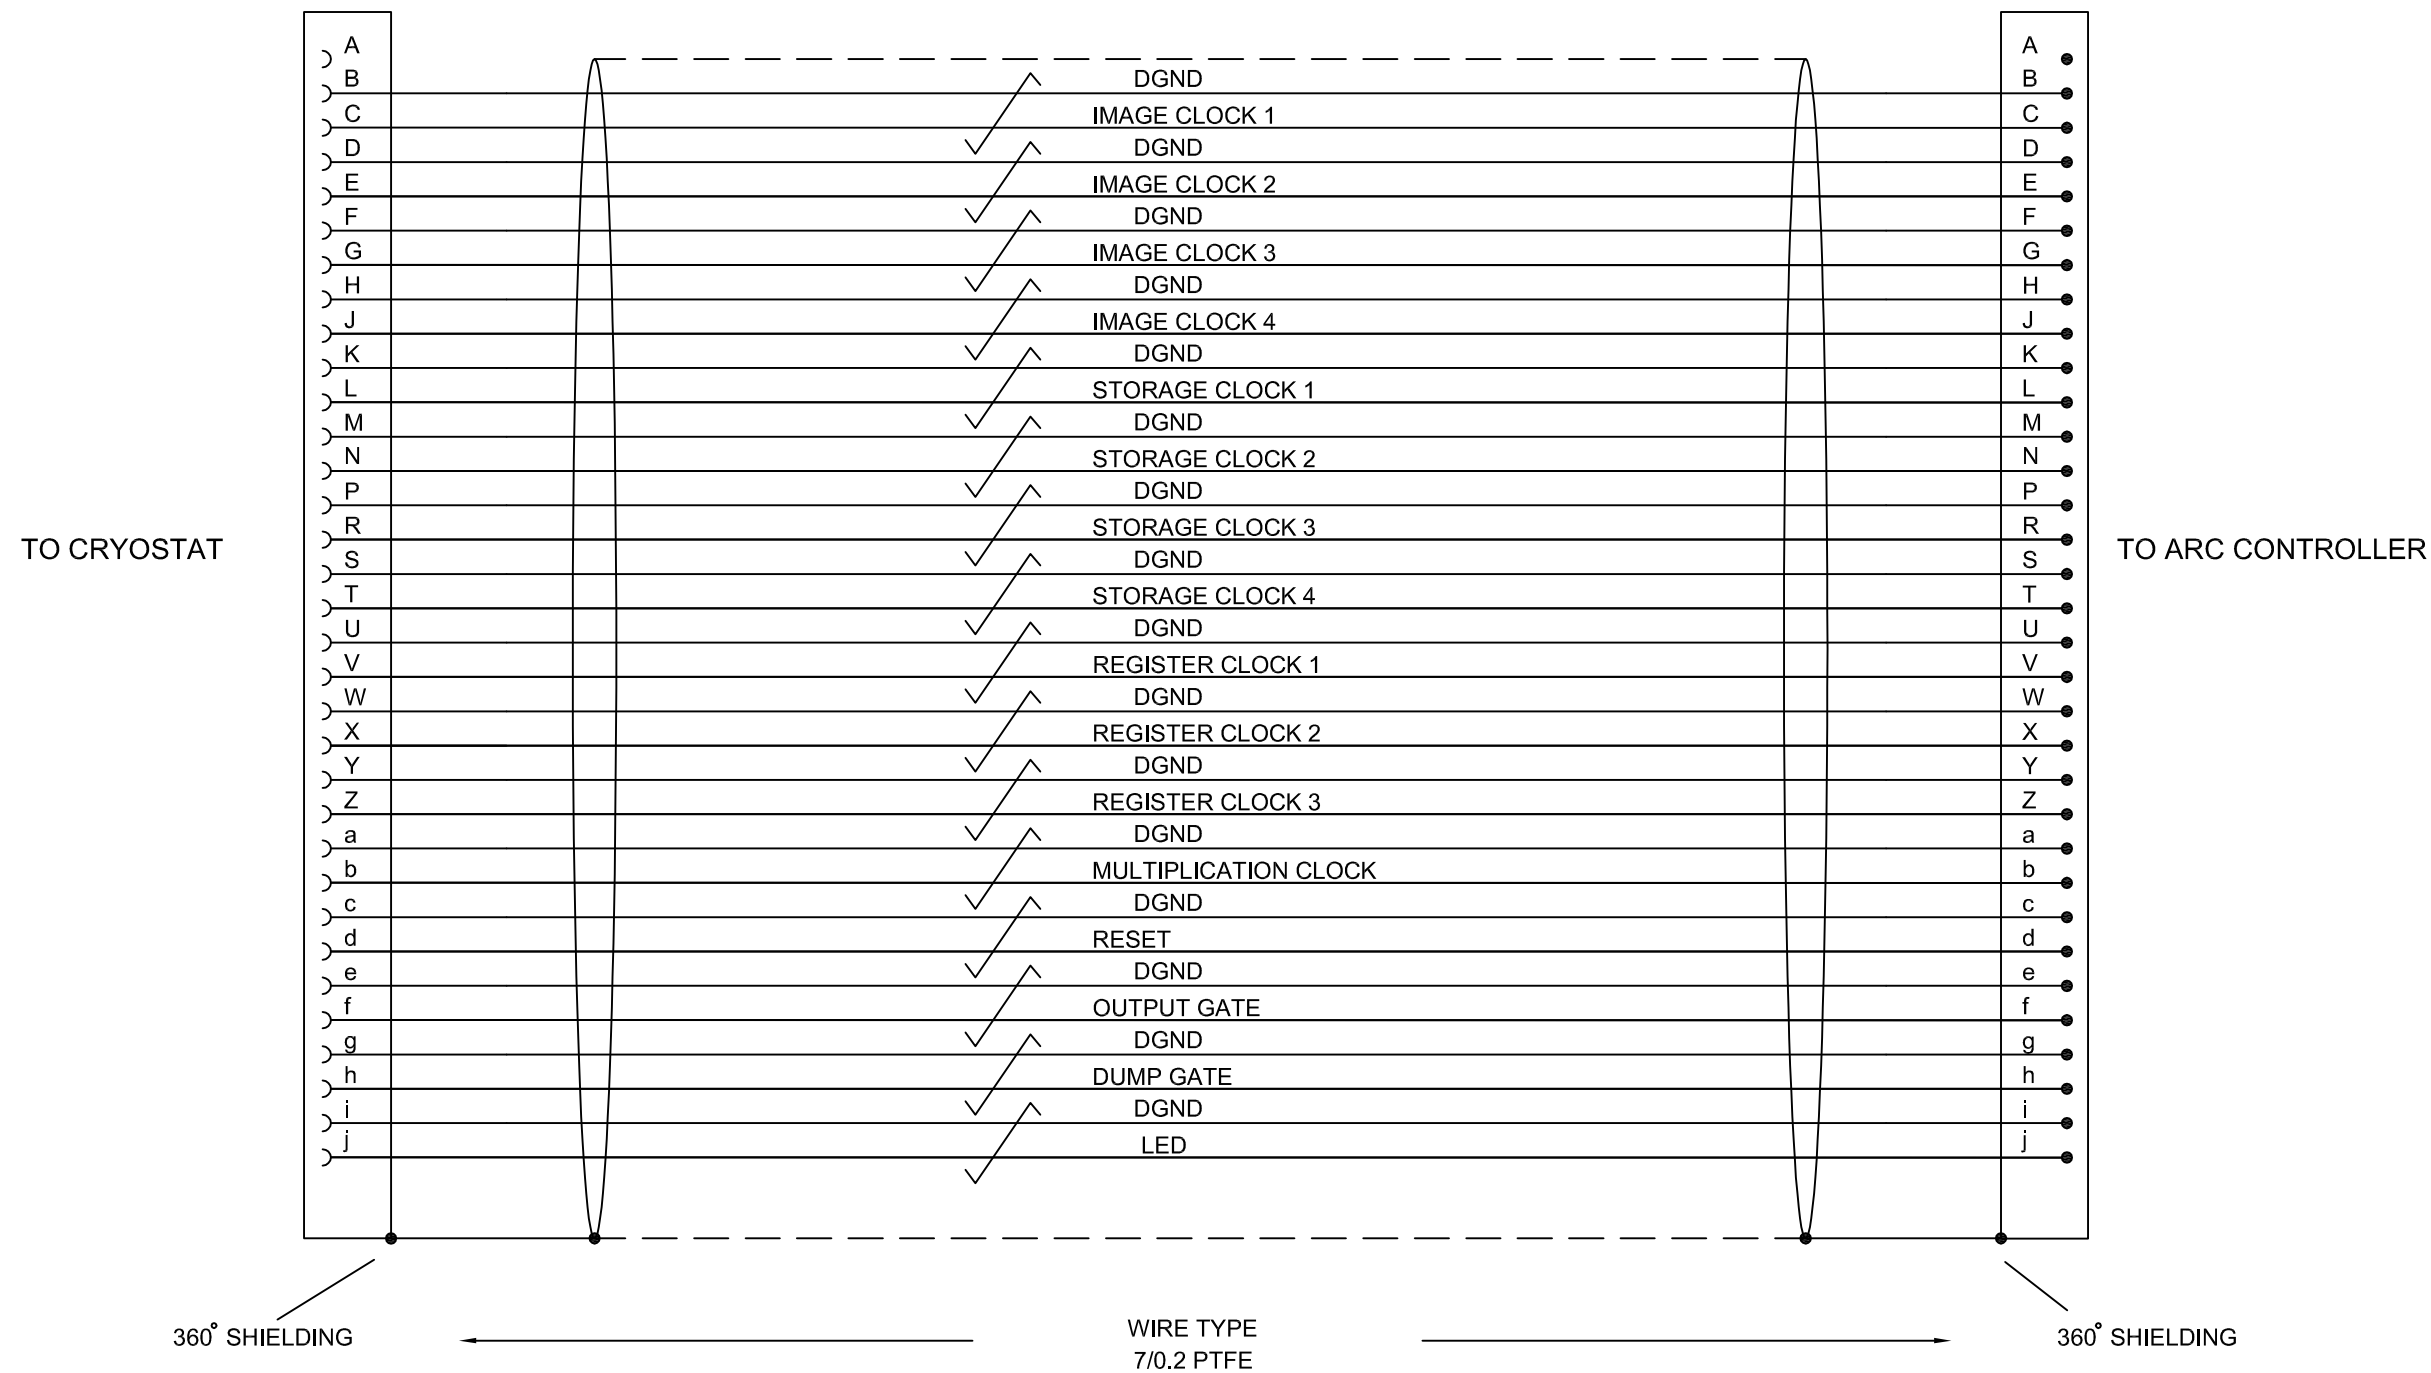 A A
B DGND B
C IMAGE CLOCK 1 C
D DGND D
E IMAGE CLOCK 2 E
F DGND F
G IMAGE CLOCK 3 G
H DGND H
J IMAGE CLOCK 4 J
K DGND K
L STORAGE CLOCK 1 L
M DGND M
N STORAGE CLOCK 2 N
P DGND P
R STORAGE CLOCK 3 R
TO CRYOSTAT TO ARC CONTROLLER
S DGND S
T STORAGE CLOCK 4 T
U DGND U
V REGISTER CLOCK 1 V
W DGND W
X REGISTER CLOCK 2 X
Y DGND Y
Z REGISTER CLOCK 3 Z
a DGND a
b MULTIPLICATION CLOCK b
c DGND c
d RESET d
e DGND e
f OUTPUT GATE f
g DGND g
h DUMP GATE h
i DGND i
j LED j
360° SHIELDING WIRE TYPE 360° SHIELDING
7/0.2 PTFE